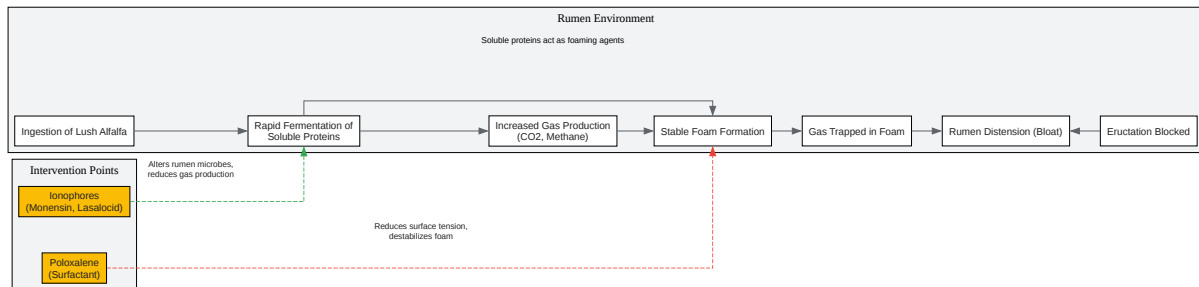 Rumen Environment
Soluble proteins act as foaming agents
Ingestion of Lush Alfalfa
Rapid Fermentation of
Soluble Proteins
Increased Gas Production
(CO2, Methane)
Stable Foam Formation
Gas Trapped in Foam
Rumen Distension (Bloat)
Eructation Blocked
Intervention Points
Alters rumen microbes,
reduces gas production
Ionophores
(Monensin, Lasalocid)
Reduces surface tension,
destabilizes foam
Poloxalene
(Surfactant)